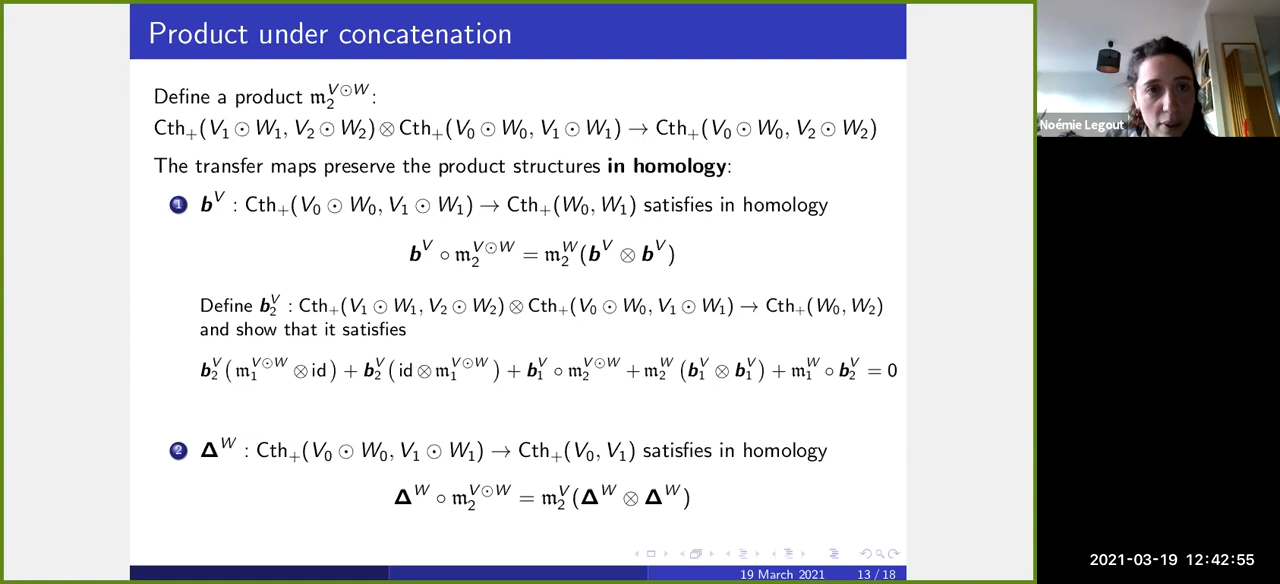 Product under concatenation
Define a product 𝔪₂^{V⊙W}:
Cth₊(V₁ ⊙ W₁, V₂ ⊙ W₂) ⊗ Cth₊(V₀ ⊙ W₀, V₁ ⊙ W₁) → Cth₊(V₀ ⊙ W₀, V₂ ⊙ W₂)
The transfer maps preserve the product structures in homology:
1 b^V : Cth₊(V₀ ⊙ W₀, V₁ ⊙ W₁) → Cth₊(W₀, W₁) satisfies in homology
b^V ∘ 𝔪₂^{V⊙W} = 𝔪₂^W(b^V ⊗ b^V)
Define b₂^V : Cth₊(V₁ ⊙ W₁, V₂ ⊙ W₂) ⊗ Cth₊(V₀ ⊙ W₀, V₁ ⊙ W₁) → Cth₊(W₀, W₂)
and show that it satisfies
b₂^V(𝔪₁^{V⊙W} ⊗ id) + b₂^V(id ⊗ 𝔪₁^{V⊙W}) + b₁^V ∘ 𝔪₂^{V⊙W} + 𝔪₂^W(b₁^V ⊗ b₁^V) + 𝔪₁^W ∘ b₂^V = 0
2 Δ^W : Cth₊(V₀ ⊙ W₀, V₁ ⊙ W₁) → Cth₊(V₀, V₁) satisfies in homology
Δ^W ∘ 𝔪₂^{V⊙W} = 𝔪₂^V(Δ^W ⊗ Δ^W)
19 March 2021 13 / 18
Noémie Legout
2021-03-19 12:42:55